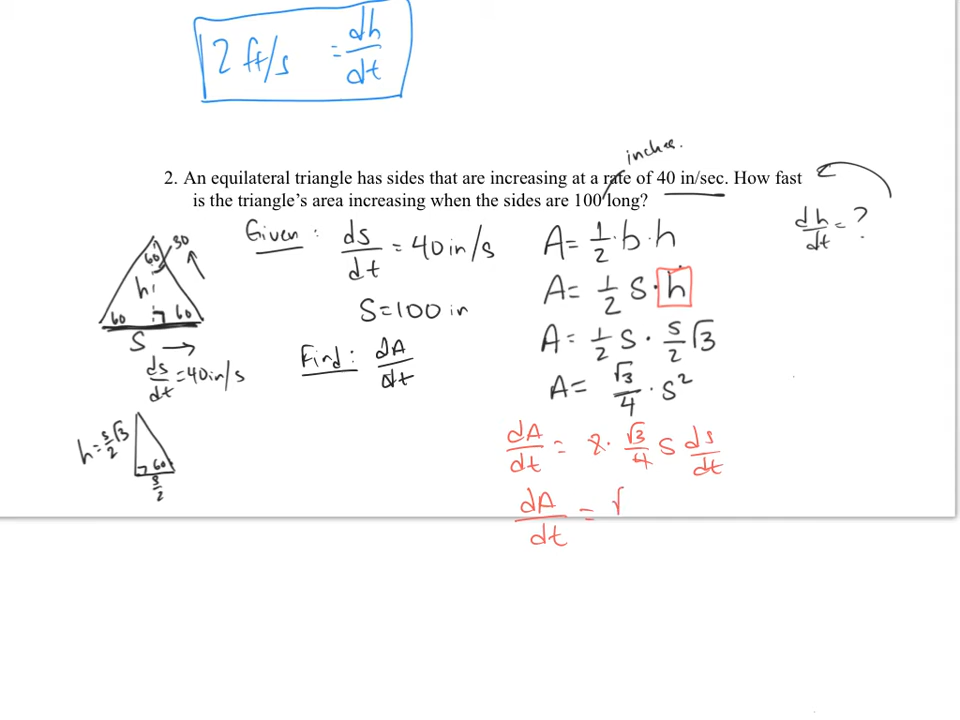 2 ft/s = dh/dt
inches.
2. An equilateral triangle has sides that are increasing at a rate of 40 in/sec. How fast
is the triangle's area increasing when the sides are 100 long?
dh/dt = ?
Given: ds/dt = 40 in/s
S = 100 in
Find: dA/dt
60 30
h
60 60
S →
ds/dt = 40 in/s
h = s/2 √3
60
s/2
A = 1/2 · b · h
A = 1/2 s · h
A = 1/2 s · s/2 √3
A = √3/4 · s²
dA/dt = 2 · √3/4 s ds/dt
dA/dt = √